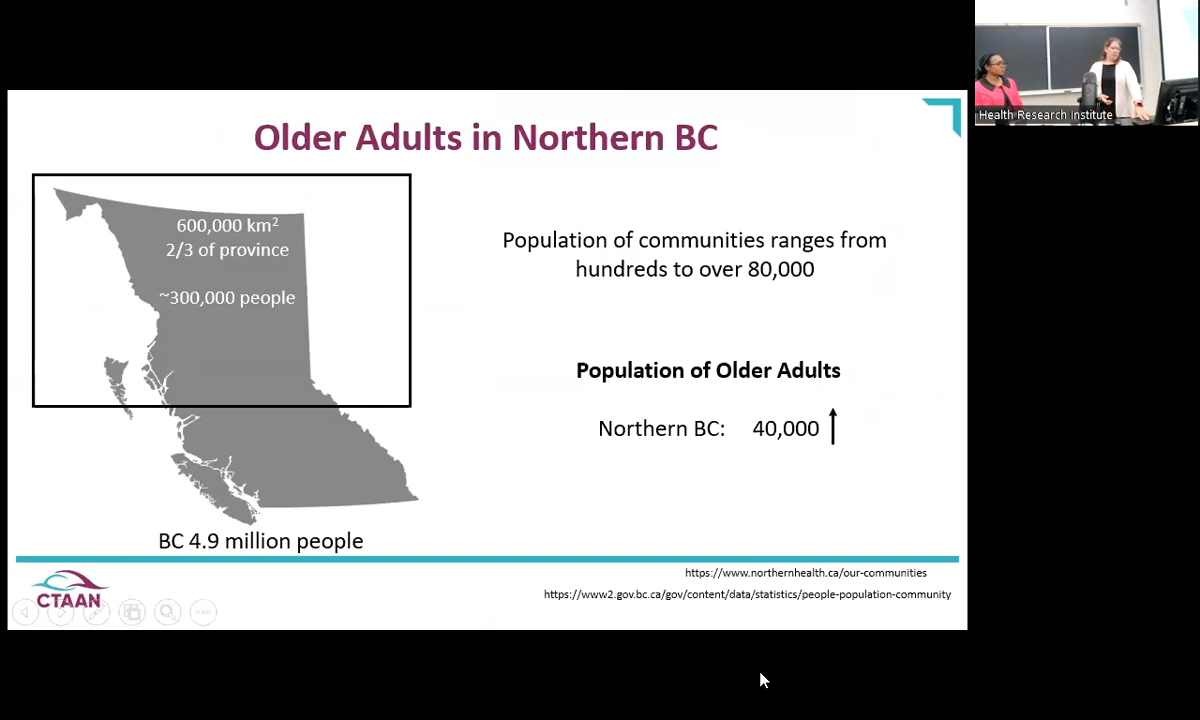 Health Research Institute
Older Adults in Northern BC
600,000 km²
2/3 of province
~300,000 people
BC 4.9 million people
Population of communities ranges from
hundreds to over 80,000
Population of Older Adults
Northern BC: 40,000
https://www.northernhealth.ca/our-communities
https://www2.gov.bc.ca/gov/content/data/statistics/people-population-community
CTAAN